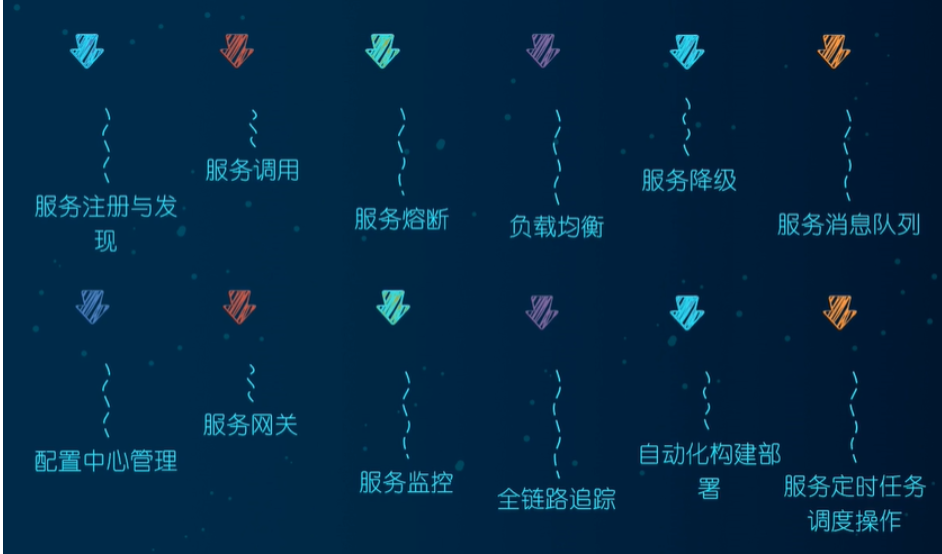 服务注册与发
现
服务调用
服务熔断
负载均衡
服务降级
服务消息队列
配置中心管理
服务网关
服务监控
全链路追踪
自动化构建部
署
服务定时任务
调度操作